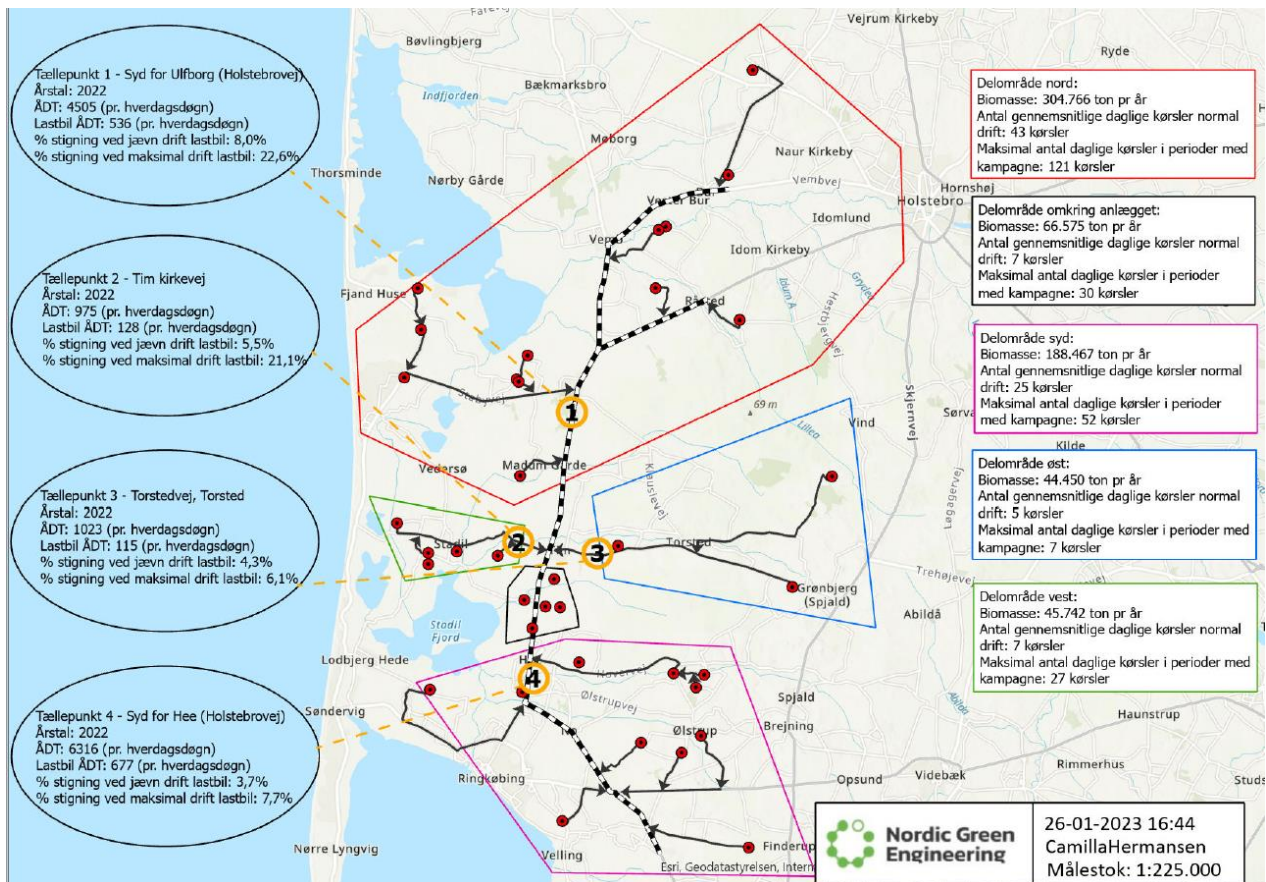 Tællepunkt 1 - Syd for Ulfborg (Holstebrovej)
Årstal: 2022
ÅDT: 4505 (pr. hverdagsdøgn)
Lastbil ÅDT: 536 (pr. hverdagsdøgn)
% stigning ved jævn drift lastbil: 8,0%
% stigning ved maksimal drift lastbil: 22,6%
Tællepunkt 2 - Tim kirkevej
Årstal: 2022
ÅDT: 975 (pr. hverdagsdøgn)
Lastbil ÅDT: 128 (pr. hverdagsdøgn)
% stigning ved jævn drift lastbil: 5,5%
% stigning ved maksimal drift lastbil: 21,1%
Tællepunkt 3 - Torstedvej, Torsted
Årstal: 2022
ÅDT: 1023 (pr. hverdagsdøgn)
Lastbil ÅDT: 115 (pr. hverdagsdøgn)
% stigning ved jævn drift lastbil: 4,3%
% stigning ved maksimal drift lastbil: 6,1%
Tællepunkt 4 - Syd for Hee (Holstebrovej)
Årstal: 2022
ÅDT: 6316 (pr. hverdagsdøgn)
Lastbil ÅDT: 677 (pr. hverdagsdøgn)
% stigning ved jævn drift lastbil: 3,7%
% stigning ved maksimal drift lastbil: 7,7%
Vejrum Kirkeby
Bøvlingbjerg
Ryde
Bækmarksbro
Indfjorden
Møborg
Naur Kirkeby
Thorsminde
Nørby Gårde
Vembvej
Hornshøj
Holstebro
Idomlund
Idom Kirkeby
Fjand Huse
Råsted
Idum Å
Gryde
Hestbjergvej
Stabyvej
69 m
Skjernvej
Vind
Lilleå
Kilde
Vedersø
Madum Gårde
Krauslevej
Løgagervej
Stadil
Torsted
Trehøjevej
Grønbjerg
(Spjald)
Abildå
Stadil
Fjord
Lodbjerg Hede
Hovervej
Ølstrupvej
Spjald
Søndervig
Ølstrup
Brejning
Abildå
Haunstrup
Ringkøbing
Opsund
Videbæk
Rimmerhus
Nørre Lyngvig
Velling
Finderup
1
2
3
4
Esri, Geodatastyrelsen, Intern
Delområde nord:
Biomasse: 304.766 ton pr år
Antal gennemsnitlige daglige kørsler normal
drift: 43 kørsler
Maksimal antal daglige kørsler i perioder med
kampagne: 121 kørsler
Delområde omkring anlægget:
Biomasse: 66.575 ton pr år
Antal gennemsnitlige daglige kørsler normal
drift: 7 kørsler
Maksimal antal daglige kørsler i perioder
med kampagne: 30 kørsler
Delområde syd:
Biomasse: 188.467 ton pr år
Antal gennemsnitlige daglige kørsler normal
drift: 25 kørsler
Maksimal antal daglige kørsler i perioder
med kampagne: 52 kørsler
Delområde øst:
Biomasse: 44.450 ton pr år
Antal gennemsnitlige daglige kørsler normal
drift: 5 kørsler
Maksimal antal daglige kørsler i perioder med
kampagne: 7 kørsler
Delområde vest:
Biomasse: 45.742 ton pr år
Antal gennemsnitlige daglige kørsler normal
drift: 7 kørsler
Maksimal antal daglige kørsler i perioder med
kampagne: 27 kørsler
Nordic Green
Engineering
26-01-2023 16:44
CamillaHermansen
Målestok: 1:225.000